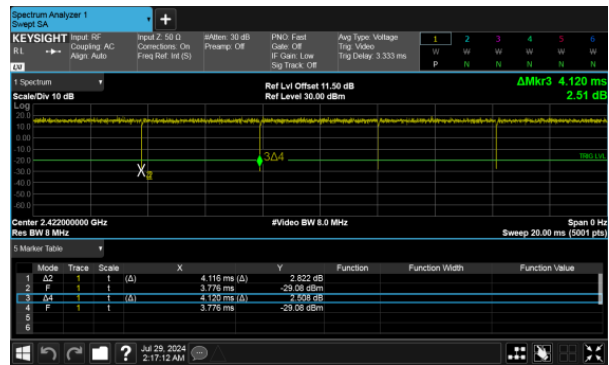 Spectrum Analyzer 1
Swept SA
+
KEYSIGHT Input: RF Input Z: 50 Ω #Atten: 30 dB PNO: Fast Avg Type: Voltage 1 2 3 4 5 6
RL Coupling: AC Corrections: On Preamp: Off Gate: Off Trig: Video W W W W W W
Align: Auto Freq Ref: Int (S) IF Gain: Low Trig Delay: 3.333 ms P N N N N N
Sig Track: Off
LXI
1 Spectrum ΔMkr3 4.120 ms
Ref Lvl Offset 11.50 dB
Scale/Div 10 dB Ref Level 30.00 dBm 2.51 dB
Log
20.0
10.0
0.00
-10.0
-20.0 3Δ4 TRIG LVL
-30.0 X
-40.0
-50.0
-60.0
Center 2.422000000 GHz #Video BW 8.0 MHz Span 0 Hz
Res BW 8 MHz Sweep 20.00 ms (5001 pts)
5 Marker Table
Mode Trace Scale X Y Function Function Width Function Value
1 Δ2 1 t (Δ) 4.116 ms (Δ) 2.822 dB
2 F 1 t 3.776 ms -29.08 dBm
3 Δ4 1 t (Δ) 4.120 ms (Δ) 2.508 dB
4 F 1 t 3.776 ms -29.08 dBm
5
6
? Jul 29, 2024
2:17:12 AM